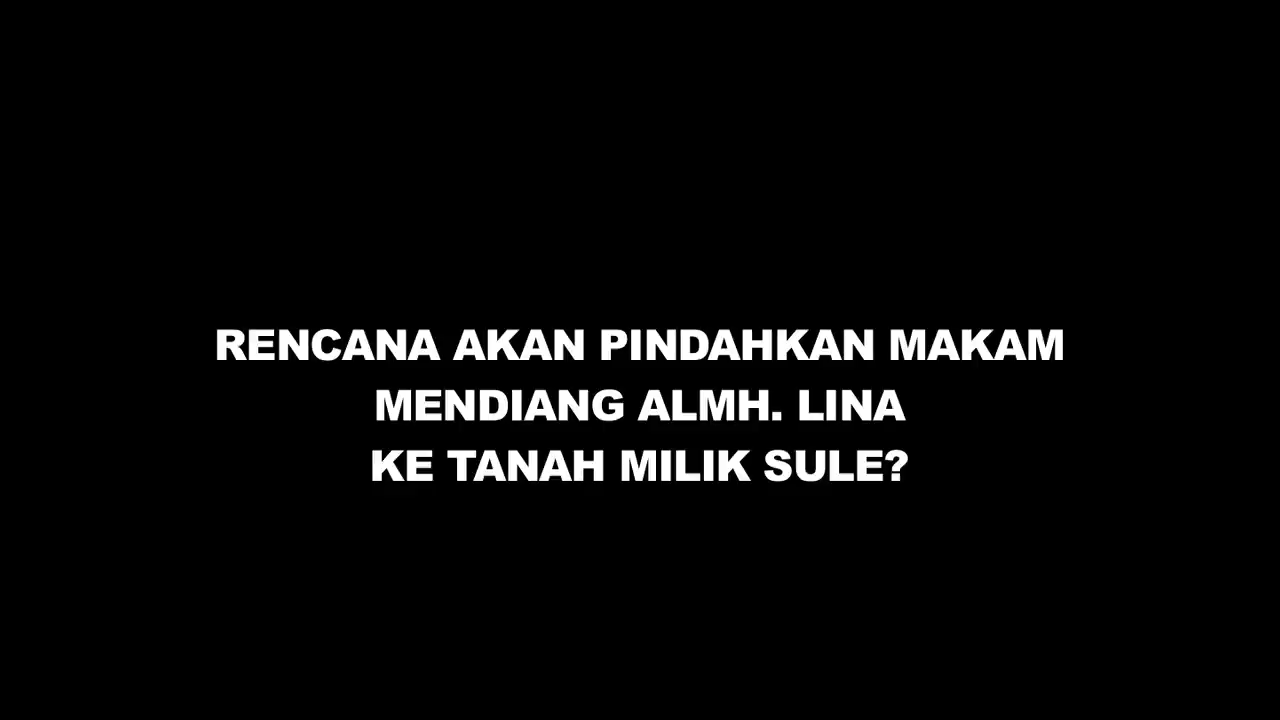 RENCANA AKAN PINDAHKAN MAKAM
MENDIANG ALMH. LINA
KE TANAH MILIK SULE?